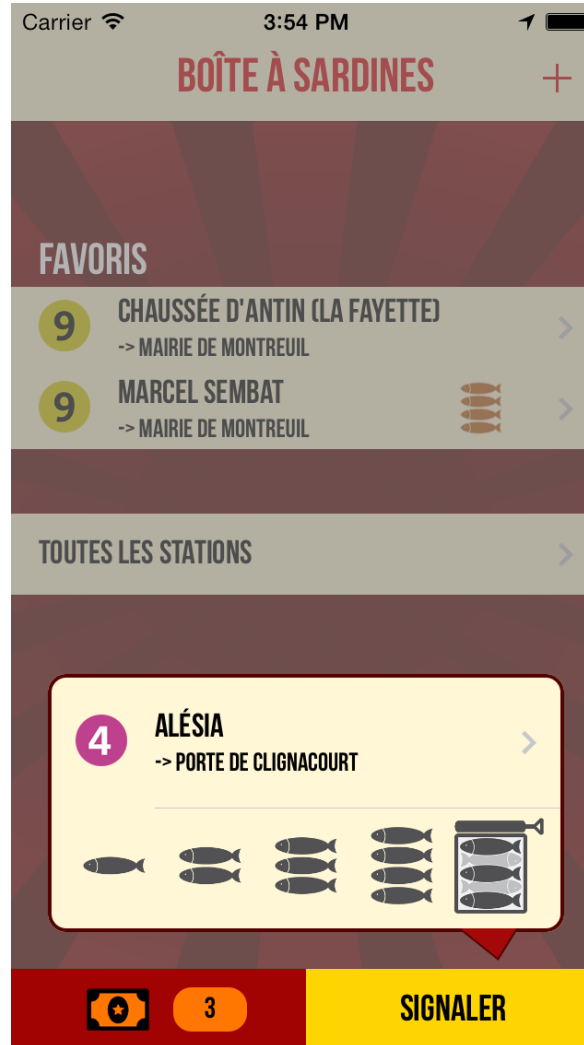 Carrier 3:54 PM
BOÎTE À SARDINES +
FAVORIS
9 CHAUSSÉE D'ANTIN (LA FAYETTE)
-> MAIRIE DE MONTREUIL
9 MARCEL SEMBAT
-> MAIRIE DE MONTREUIL
TOUTES LES STATIONS
4 ALÉSIA
-> PORTE DE CLIGNACOURT
3 SIGNALER